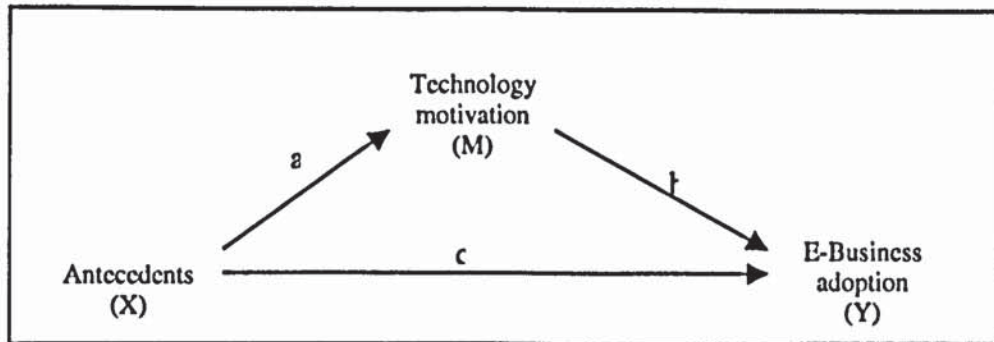 Technology
motivation
(M)
a
b
c
Antecedents
(X)
E-Business
adoption
(Y)